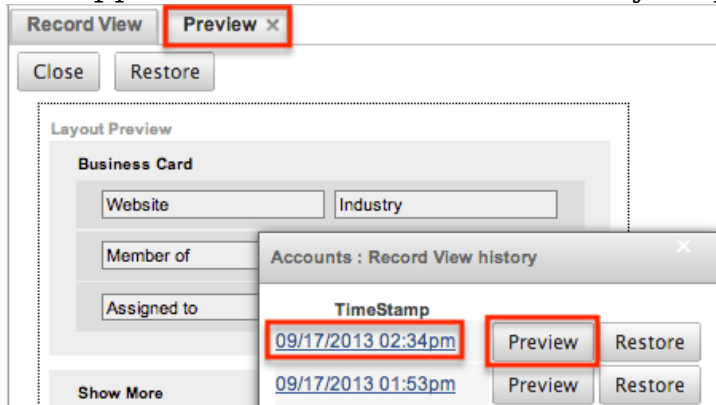 Record View Preview ×
Close Restore
Layout Preview
Business Card
Website Industry
Member of
Assigned to
Show More
Accounts : Record View history ×
TimeStamp
09/17/2013 02:34pm Preview Restore
09/17/2013 01:53pm Preview Restore